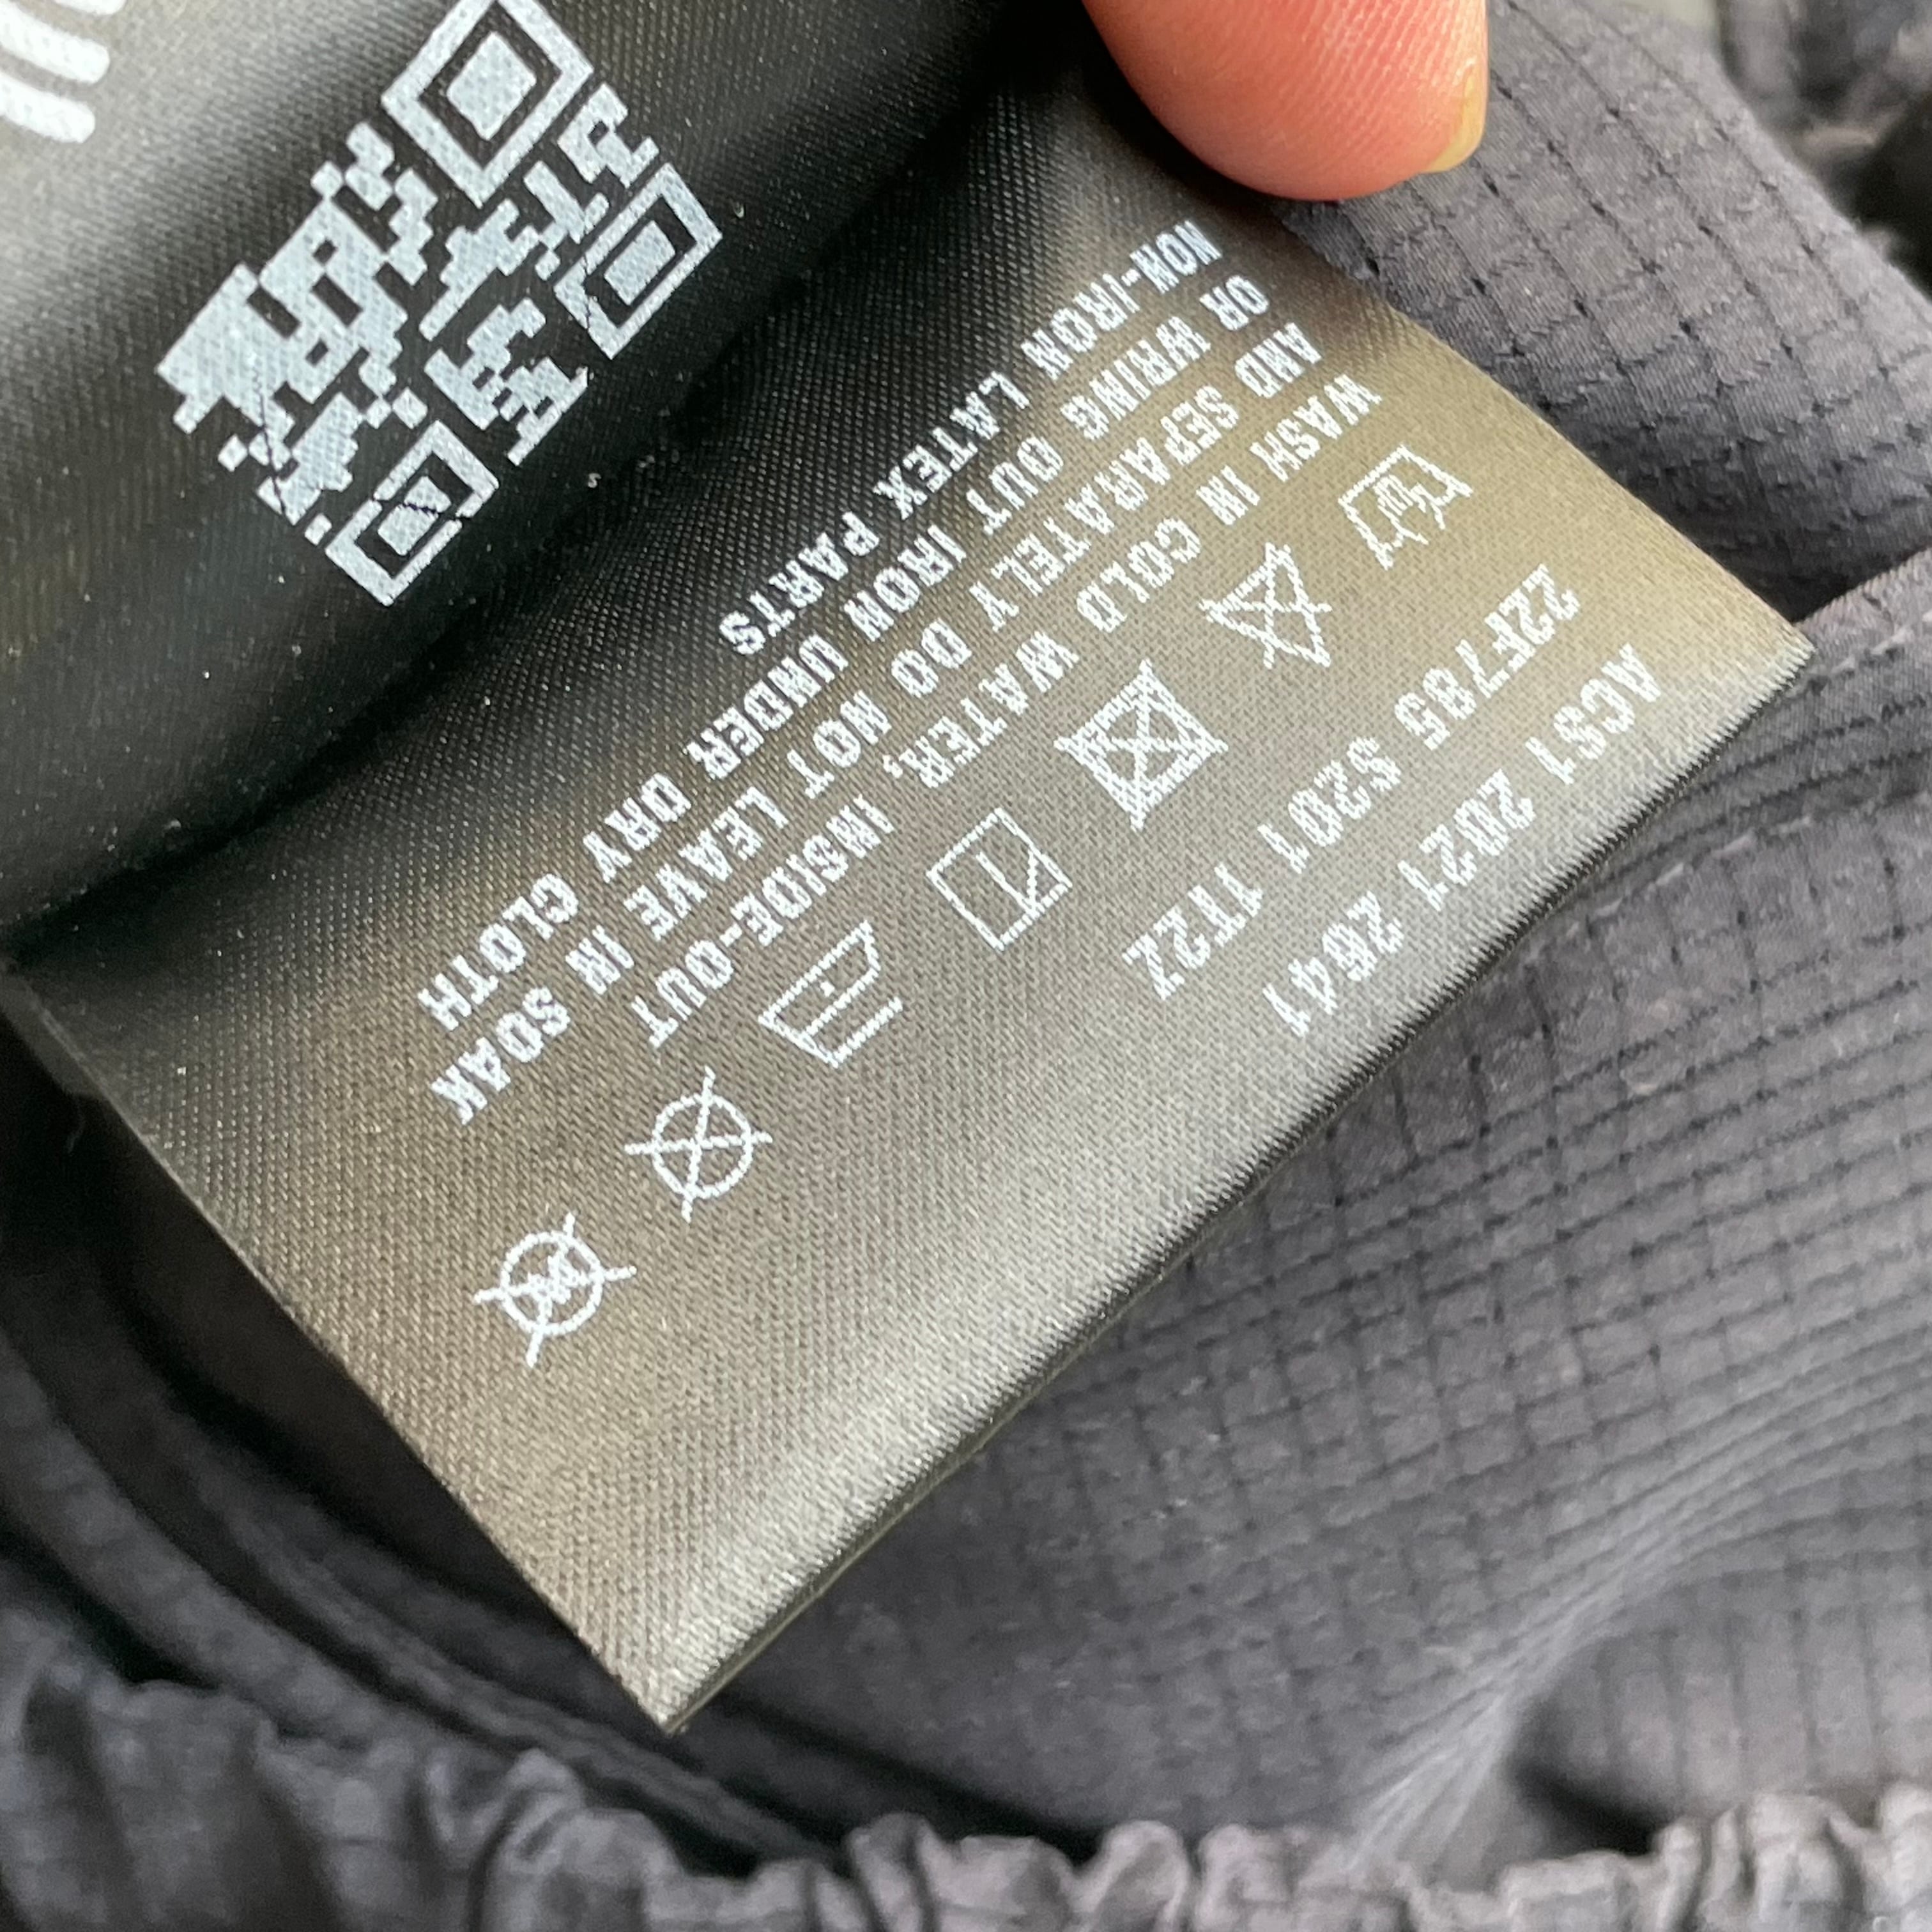 ACS1 2021 2641
22F785 S201 1T22
WASH IN COLD WATER, INSIDE-OUT
AND SEPARATELY DO NOT LEAVE IN SOAK
OR WRING OUT IRON UNDER DRY CLOTH
NON-IRON LATEX PARTS